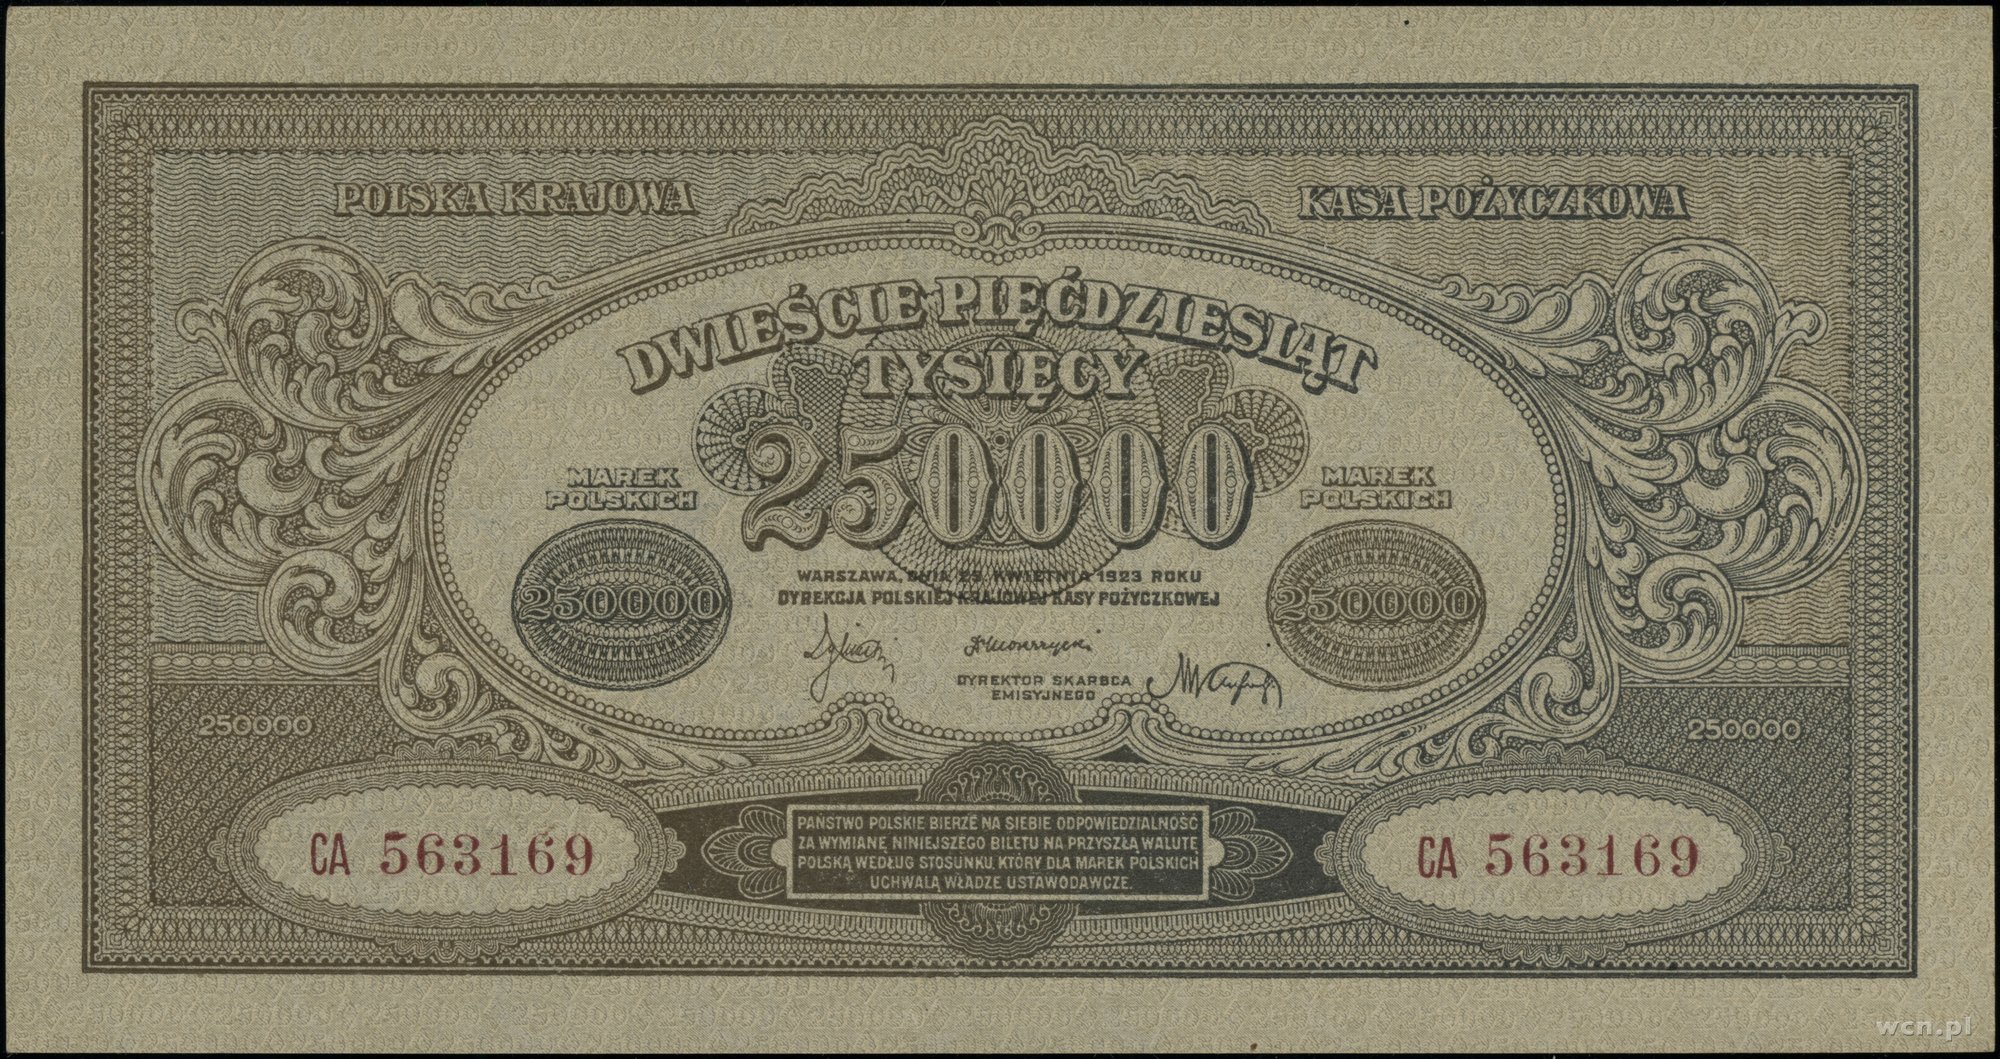 POLSKA KRAJOWA KASA POŻYCZKOWA
DWIEŚCIE PIĘĆDZIESIĄT
TYSIĘCY
250000
MAREK
POLSKICH
250000
MAREK
POLSKICH
250000
WARSZAWA, DNIA 25 KWIETNIA 1923 ROKU
DYREKCJA POLSKIEJ KRAJOWEJ KASY POŻYCZKOWEJ
DYREKTOR SKARBCA
EMISYJNEGO
250000
250000
CA 563169
PAŃSTWO POLSKIE BIERZE NA SIEBIE ODPOWIEDZIALNOŚĆ
ZA WYMIANĘ NINIEJSZEGO BILETU NA PRZYSZŁĄ WALUTĘ
POLSKĄ WEDŁUG STOSUNKU KTÓRY DLA MAREK POLSKICH
UCHWALĄ WŁADZE USTAWODAWCZE.
CA 563169
wcn.pl